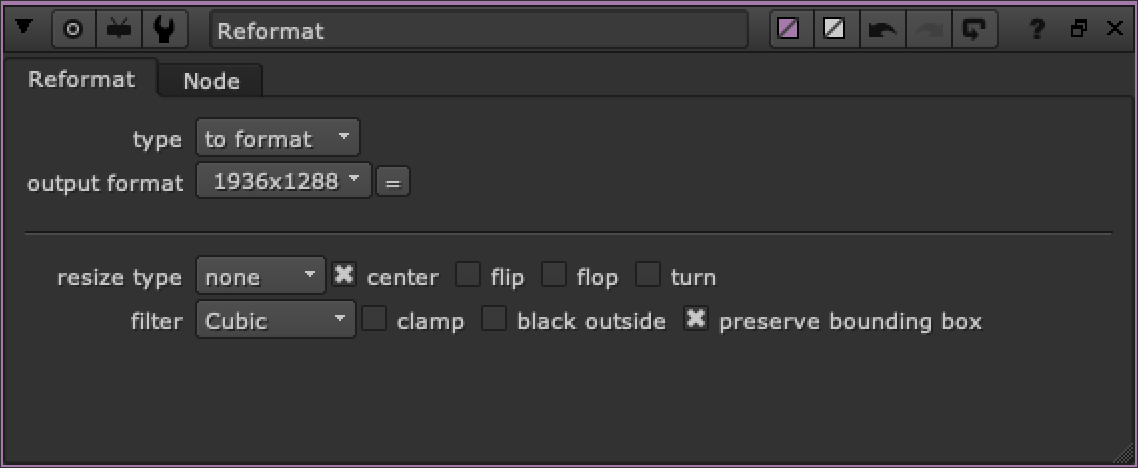 Reformat ?
Reformat Node
type to format
output format 1936x1288 =
resize type none center flip flop turn
filter Cubic clamp black outside preserve bounding box